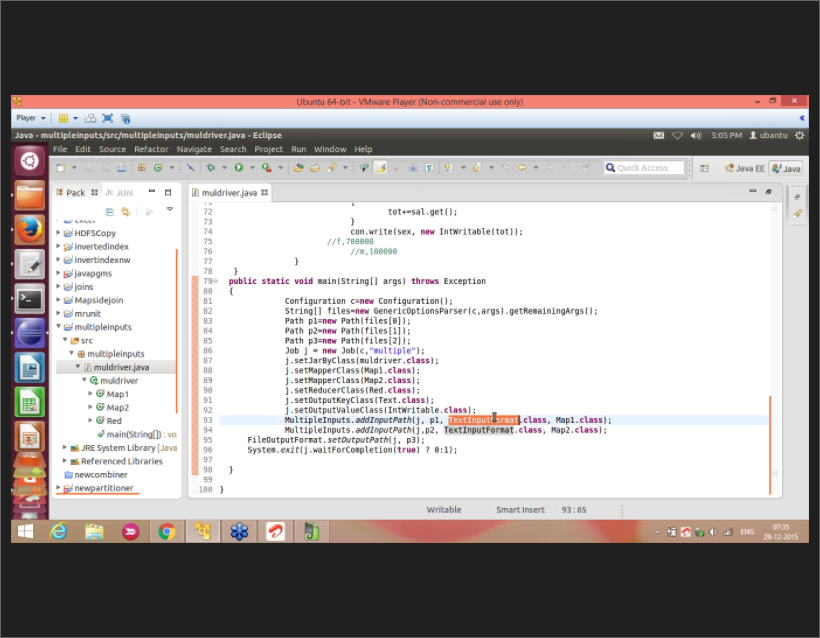 Ubuntu 64-bit - VMware Player (Non-commercial use only)
Player
Java - multipleinputs/src/multipleinputs/muldriver.java - Eclipse
5:05 PM ubantu
File Edit Source Refactor Navigate Search Project Run Window Help
Quick Access
Java EE
Java
Pack
JUni
muldriver.java
HDFSCopy
invertedindex
invertindexnw
javapgms
joins
Mapsidejoin
mrunit
multipleinputs
src
multipleinputs
muldriver.java
muldriver
Map1
Map2
Red
main(String[]) : vo
JRE System Library [Java
Referenced Libraries
newcombiner
newpartitioner
71 {
72 tot+=sal.get();
73 }
74 con.write(sex, new IntWritable(tot));
75 //f,700000
76 //m,100000
77 }
78 }
79 public static void main(String[] args) throws Exception
80 {
81 Configuration c=new Configuration();
82 String[] files=new GenericOptionsParser(c,args).getRemainingArgs();
83 Path p1=new Path(files[0]);
84 Path p2=new Path(files[1]);
85 Path p3=new Path(files[2]);
86 Job j = new Job(c,"multiple");
87 j.setJarByClass(muldriver.class);
88 j.setMapperClass(Map1.class);
89 j.setMapperClass(Map2.class);
90 j.setReducerClass(Red.class);
91 j.setOutputKeyClass(Text.class);
92 j.setOutputValueClass(IntWritable.class);
93 MultipleInputs.addInputPath(j, p1, TextInputFormat.class, Map1.class);
94 MultipleInputs.addInputPath(j,p2, TextInputFormat.class, Map2.class);
95 FileOutputFormat.setOutputPath(j, p3);
96 System.exit(j.waitForCompletion(true) ? 0:1);
97
98 }
99
100 }
Writable
Smart Insert
93 : 65
ENG
07:35
29-12-2015